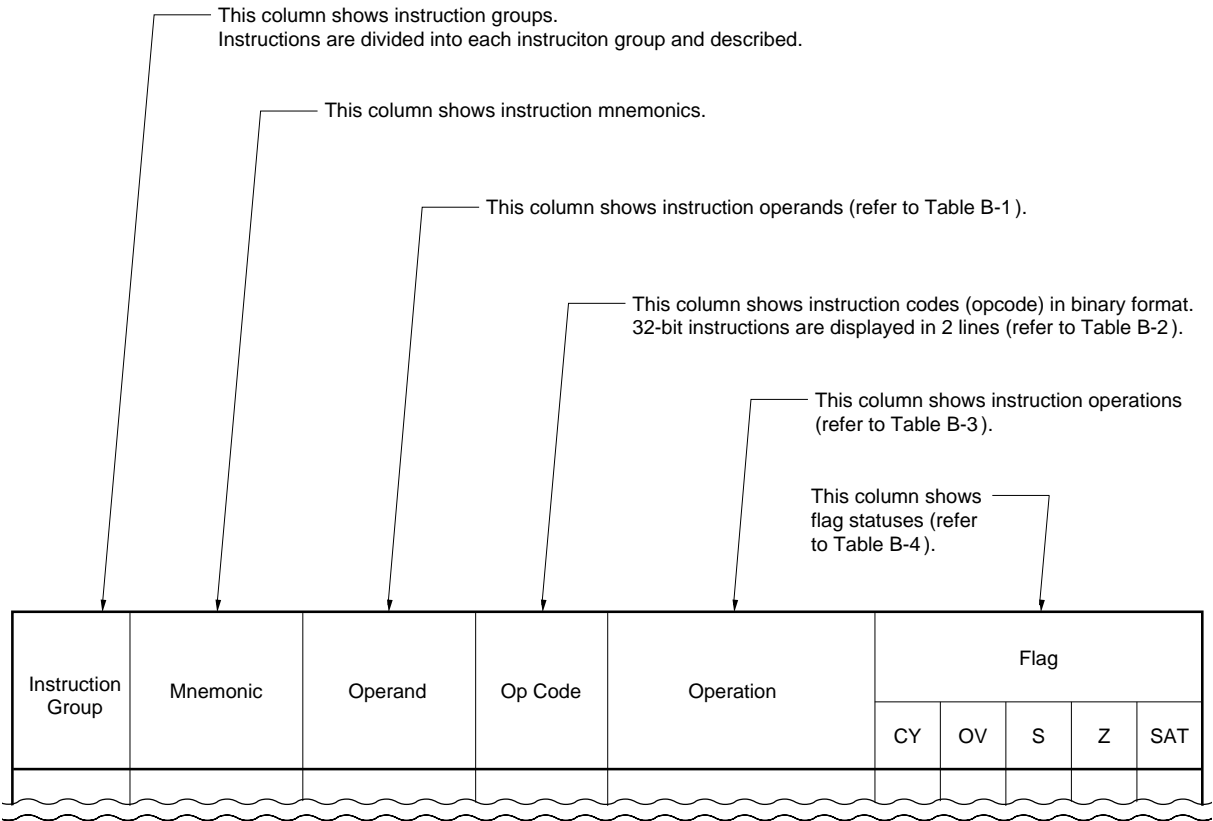 This column shows instruction groups.
Instructions are divided into each instruciton group and described.
This column shows instruction mnemonics.
This column shows instruction operands (refer to Table B-1).
This column shows instruction codes (opcode) in binary format.
32-bit instructions are displayed in 2 lines (refer to Table B-2).
This column shows instruction operations
(refer to Table B-3).
This column shows
flag statuses (refer
to Table B-4).
Instruction
Group
Mnemonic
Operand
Op Code
Operation
Flag
CY
OV
S
Z
SAT